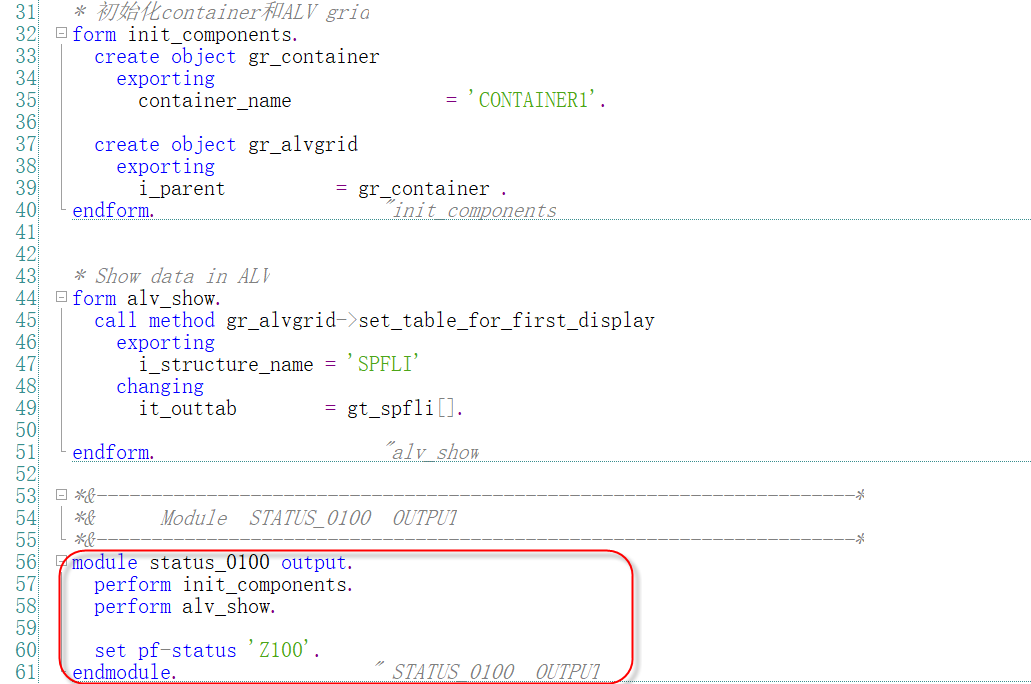 31 * 初始化container和ALV grid
32 form init_components.
33 create object gr_container
34 exporting
35 container_name = 'CONTAINER1'.
36
37 create object gr_alvgrid
38 exporting
39 i_parent = gr_container .
40 endform. "init_components
41
42
43 * Show data in ALV
44 form alv_show.
45 call method gr_alvgrid->set_table_for_first_display
46 exporting
47 i_structure_name = 'SPFLI'
48 changing
49 it_outtab = gt_spfli[].
50
51 endform. "alv_show
52
53 *&---------------------------------------------------------------------*
54 *& Module STATUS_0100 OUTPUT
55 *&---------------------------------------------------------------------*
56 module status_0100 output.
57 perform init_components.
58 perform alv_show.
59
60 set pf-status 'Z100'.
61 endmodule. " STATUS_0100 OUTPUT